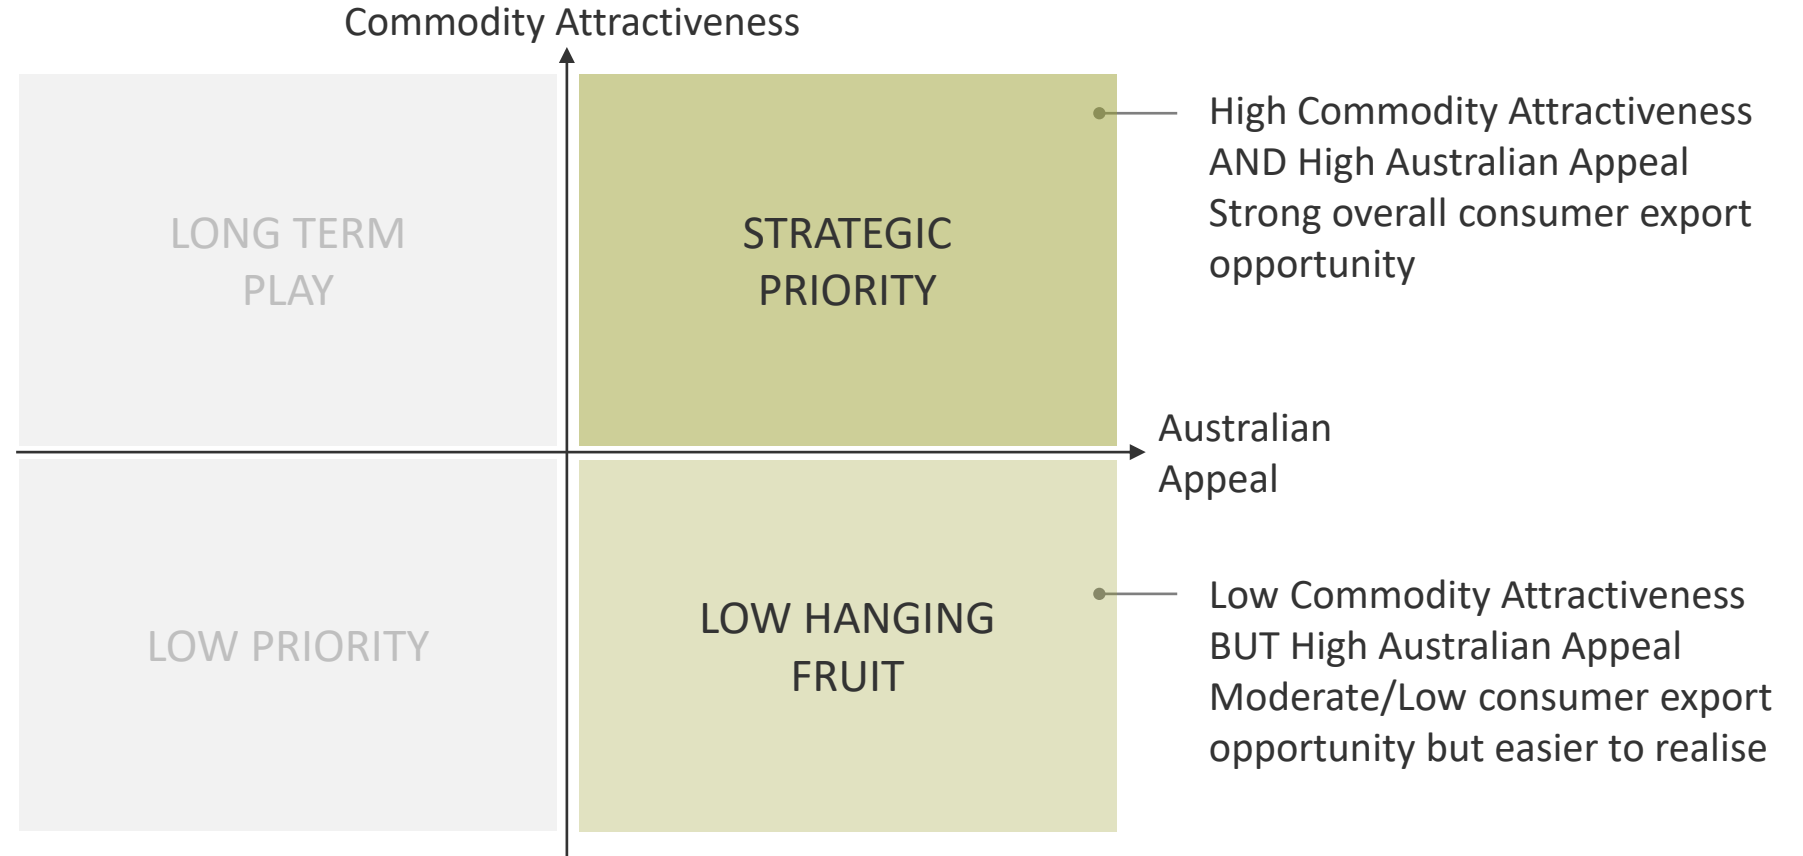 Commodity Attractiveness
LONG TERM
PLAY
STRATEGIC
PRIORITY
High Commodity Attractiveness
AND High Australian Appeal
Strong overall consumer export
opportunity
Australian
Appeal
LOW PRIORITY
LOW HANGING
FRUIT
Low Commodity Attractiveness
BUT High Australian Appeal
Moderate/Low consumer export
opportunity but easier to realise